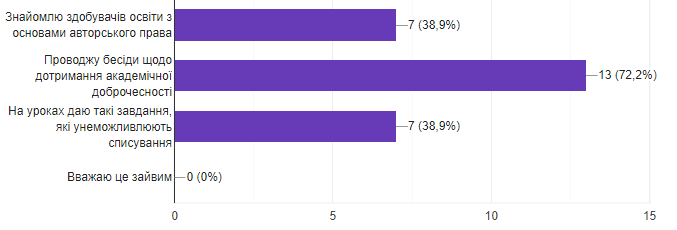 Знайомлю здобувачів освіти з
основами авторського права
7 (38,9%)
Проводжу бесіди щодо
дотримання академічної
доброчесності
13 (72,2%)
На уроках даю такі завдання,
які унеможливлюють
списування
7 (38,9%)
Вважаю це зайвим
0 (0%)
0
5
10
15